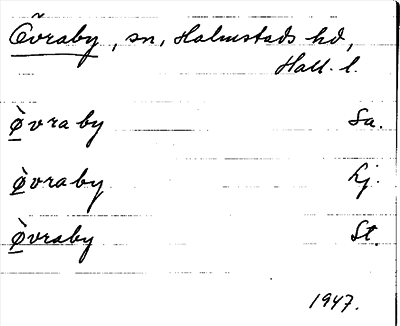 Övraby, sn, Halmstads hd,
Hall. l.
ø̀vraby Sa.
ø̀vraby Lj.
ø̀vraby St.
1947.